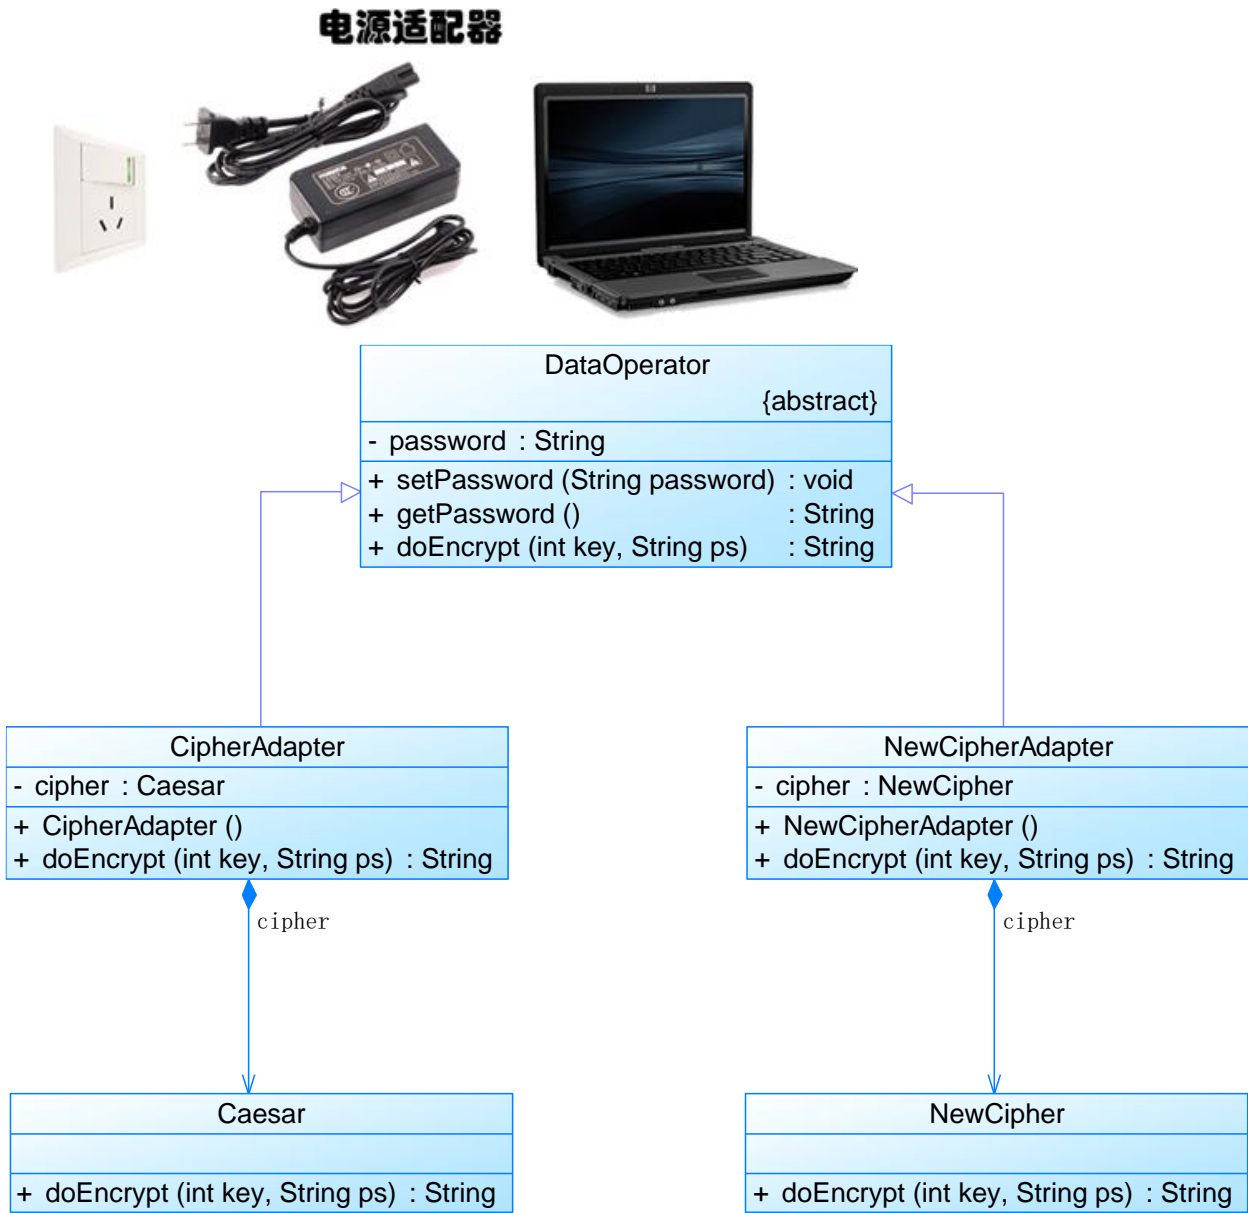 电源适配器
DataOperator
{abstract}
- password : String
+ setPassword (String password) : void
+ getPassword () : String
+ doEncrypt (int key, String ps) : String
CipherAdapter
- cipher : Caesar
+ CipherAdapter ()
+ doEncrypt (int key, String ps) : String
cipher
NewCipherAdapter
- cipher : NewCipher
+ NewCipherAdapter ()
+ doEncrypt (int key, String ps) : String
cipher
Caesar
+ doEncrypt (int key, String ps) : String
NewCipher
+ doEncrypt (int key, String ps) : String